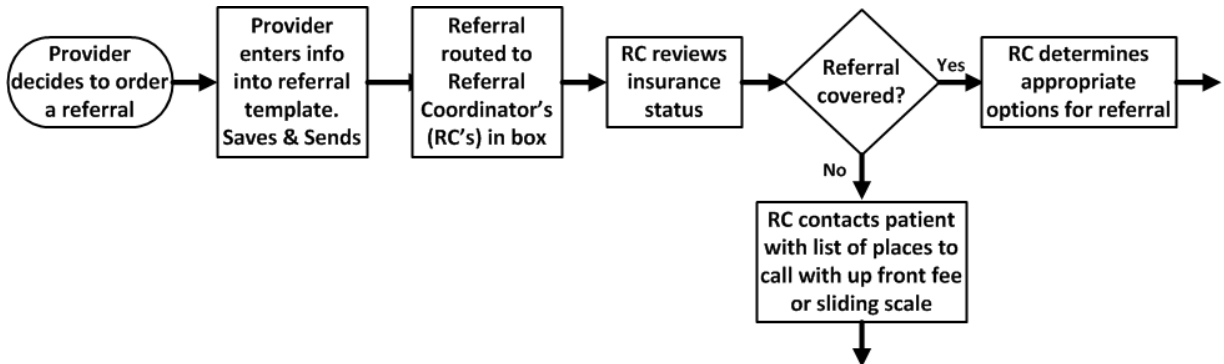 Provider
decides to order
a referral
Provider
enters info
into referral
template.
Saves & Sends
Referral
routed to
Referral
Coordinator's
(RC's) in box
RC reviews
insurance
status
Referral
covered?
Yes
RC determines
appropriate
options for referral
No
RC contacts patient
with list of places to
call with up front fee
or sliding scale